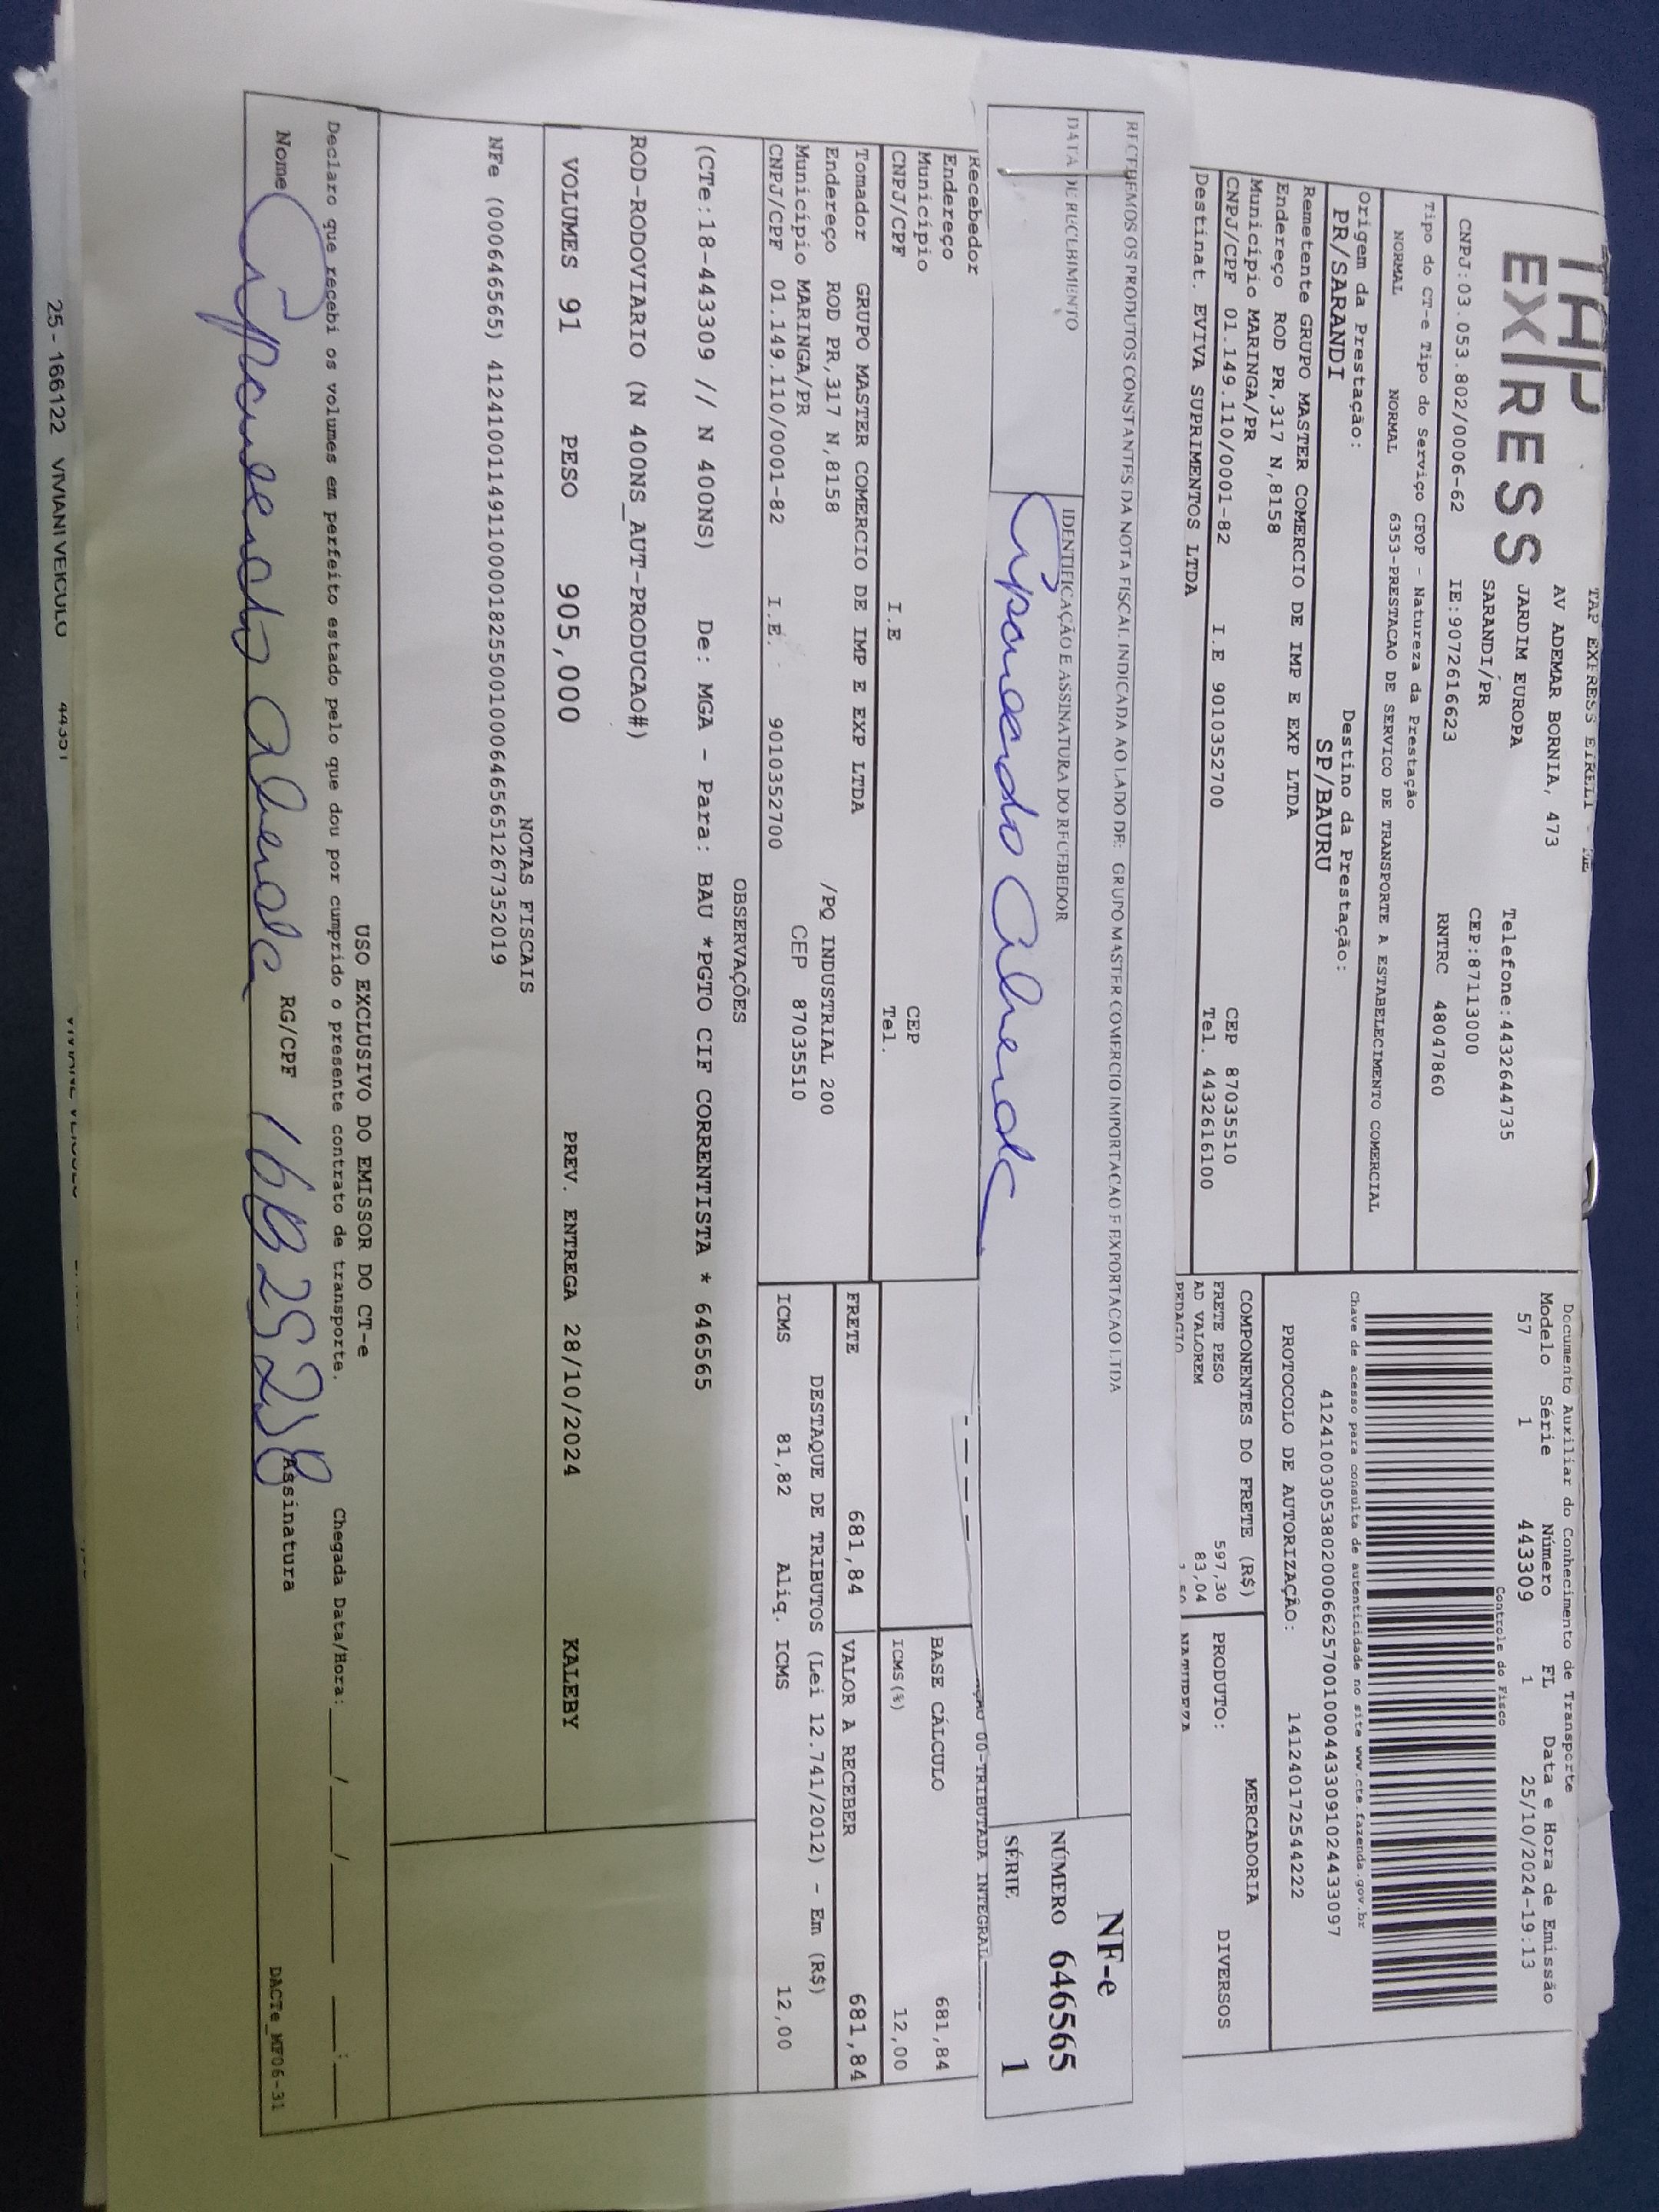 TAP EXPRESS EIRELI - ME
TAP
EXPRESS
AV ADEMAR BORNIA, 473
JARDIM EUROPA
SARANDI/PR
Telefone:4432644735
CEP:87113000
CNPJ:03.053.802/0006-62 IE:9072616623 RNTRC 48047860
Tipo do CT-e Tipo do Serviço CFOP - Natureza da Prestação
NORMAL NORMAL 6353-PRESTACAO DE SERVICO DE TRANSPORTE A ESTABELECIMENTO COMERCIAL
Origem da Prestação: Destino da Prestação:
PR/SARANDI SP/BAURU
Remetente GRUPO MASTER COMERCIO DE IMP E EXP LTDA
Endereço ROD PR,317 N,8158
Município MARINGA/PR CEP 87035510
CNPJ/CPF 01.149.110/0001-82 I.E 9010352700 Tel. 4432616100
Destinat. EVIVA SUPRIMENTOS LTDA
Documento Auxiliar do Conhecimento de Transporte
Modelo Série Número FL Data e Hora de Emissão
57 1 443309 1 25/10/2024-19:13
Controle do Fisco
Chave de acesso para consulta de autenticidade no site www.cte.fazenda.gov.br
41241003053802000662570010004433091024433097
PROTOCOLO DE AUTORIZAÇÃO: 141240172544222
COMPONENTES DO FRETE (R$) MERCADORIA
FRETE PESO 597,30 PRODUTO: DIVERSOS
AD VALOREM 83,04
PEDAGIO 1,50 NATUREZA
RECEBEMOS OS PRODUTOS CONSTANTES DA NOTA FISCAL INDICADA AO LADO DE: GRUPO MASTER COMERCIO IMPORTACAO E EXPORTACAO LTDA
DATA DE RECEBIMENTO IDENTIFICAÇÃO E ASSINATURA DO RECEBEDOR
NF-e
NÚMERO 646565
SÉRIE 1
00-TRIBUTADA INTEGRAL
Recebedor
Endereço
Município CEP
CNPJ/CPF I.E Tel.
BASE CÁLCULO 681,84
ICMS(%) 12,00
Tomador GRUPO MASTER COMERCIO DE IMP E EXP LTDA
Endereço ROD PR,317 N,8158 /PQ INDUSTRIAL 200
Município MARINGA/PR CEP 87035510
CNPJ/CPF 01.149.110/0001-82 I.E. 9010352700
FRETE 681,84 VALOR A RECEBER 681,84
DESTAQUE DE TRIBUTOS (Lei 12.741/2012) - Em (R$)
ICMS 81,82 Aliq. ICMS 12,00
OBSERVAÇÕES
(CTe:18-443309 // N 400NS) De: MGA - Para: BAU *PGTO CIF CORRENTISTA * 646565
ROD-RODOVIARIO (N 400NS_AUT-PRODUCAO#)
VOLUMES 91 PESO 905,000 PREV. ENTREGA 28/10/2024 KALEBY
NOTAS FISCAIS
NFe (000646565) 41241001149110000182550010006465651267352019
USO EXCLUSIVO DO EMISSOR DO CT-e
Declaro que recebi os volumes em perfeito estado pelo que dou por cumprido o presente contrato de transporte. Chegada Data/Hora:___/___/_____ ___:___
Nome RG/CPF Assinatura
DACTe_MF06-31
25 - 166122 VIVIANI VEICULO 44351